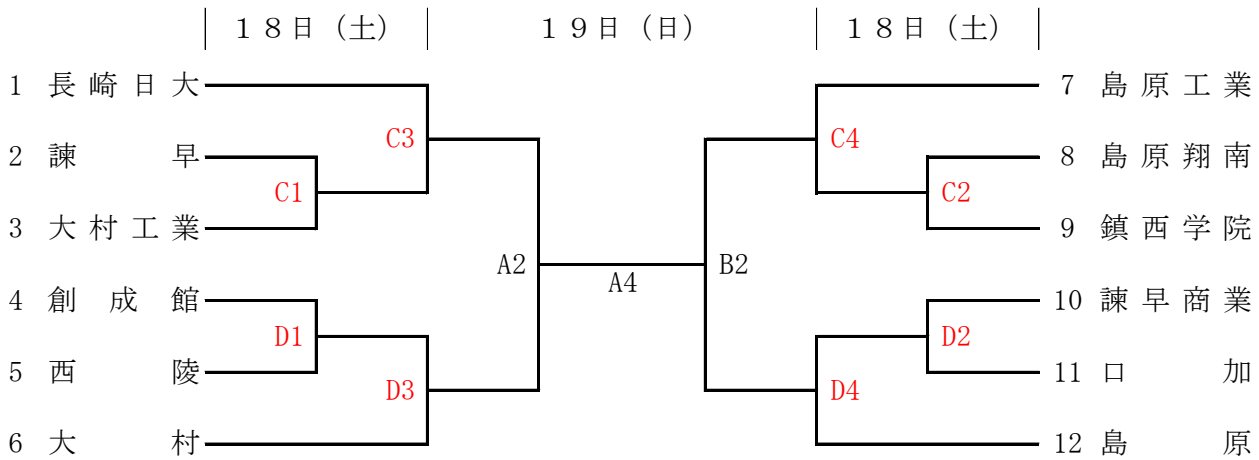 18日(土) 19日(日) 18日(土)
1 長崎日大 7 島原工業
C3 C4
2 諫早 8 島原翔南
C1 C2
3 大村工業 9 鎮西学院
A2 A4 B2
4 創成館 10 諫早商業
D1 D2
5 西陵 11 口加
D3 D4
6 大村 12 島原